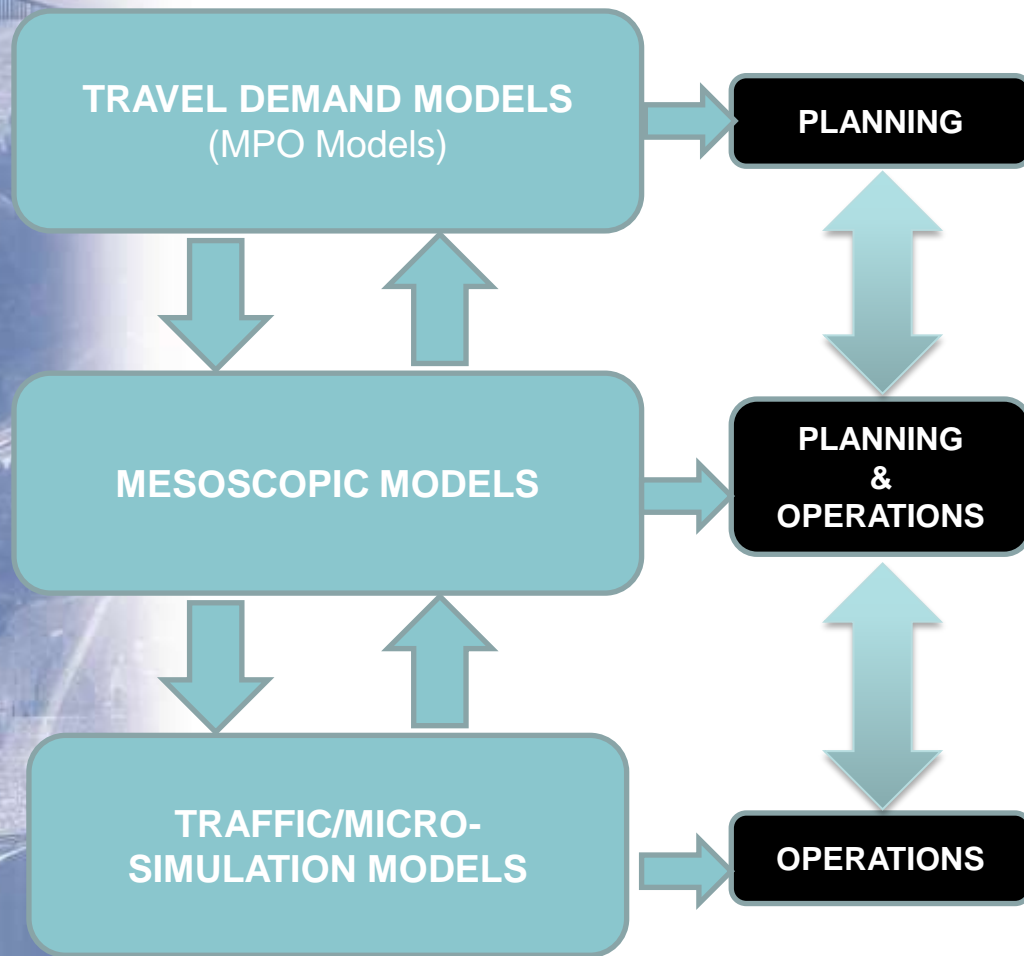 TRAVEL DEMAND MODELS
(MPO Models)
PLANNING
MESOSCOPIC MODELS
PLANNING
&
OPERATIONS
TRAFFIC/MICRO-
SIMULATION MODELS
OPERATIONS